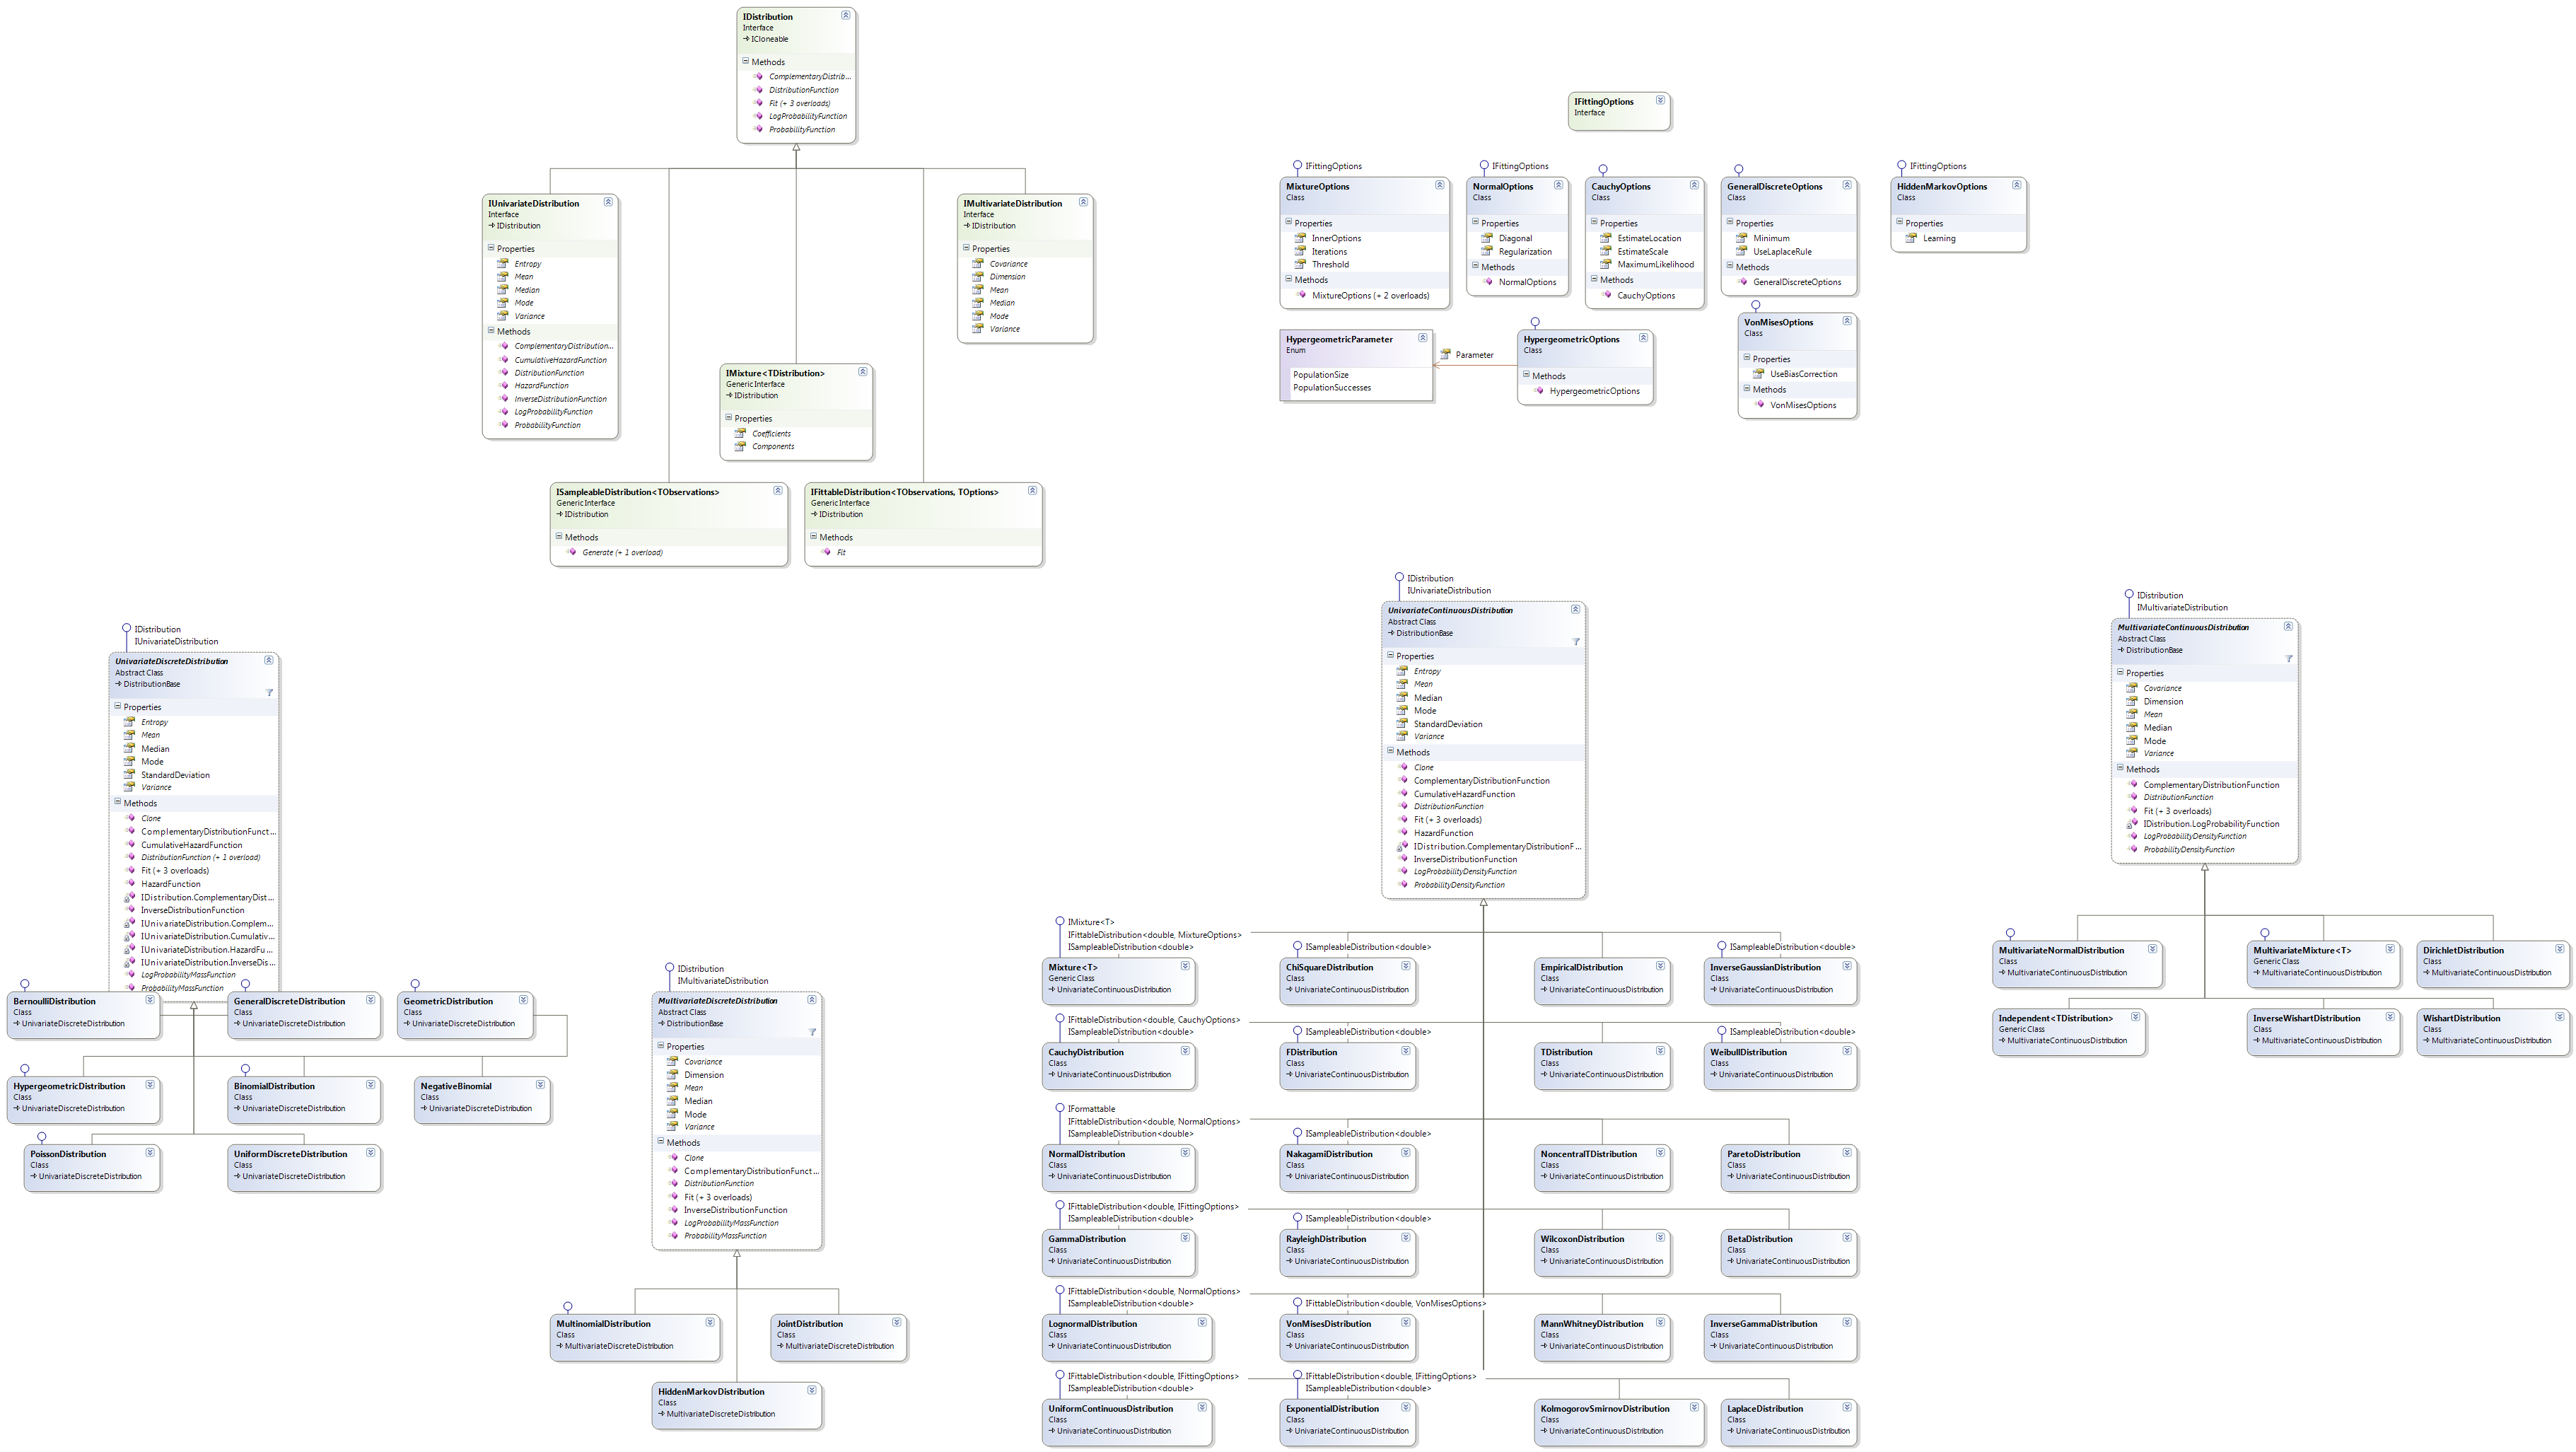 IDistribution
Interface
ICloneable
Methods
ComplementaryDistrib...
DistributionFunction
Fit (+ 3 overloads)
LogProbabilityFunction
ProbabilityFunction
IUnivariateDistribution
Interface
IDistribution
Properties
Entropy
Mean
Median
Mode
Variance
Methods
ComplementaryDistribution...
CumulativeHazardFunction
DistributionFunction
HazardFunction
InverseDistributionFunction
LogProbabilityFunction
ProbabilityFunction
IMixture<TDistribution>
Generic Interface
IDistribution
Properties
Coefficients
Components
IMultivariateDistribution
Interface
IDistribution
Properties
Covariance
Dimension
Mean
Median
Mode
Variance
ISampleableDistribution<TObservations>
Generic Interface
IDistribution
Methods
Generate (+ 1 overload)
IFittableDistribution<TObservations, TOptions>
Generic Interface
IDistribution
Methods
Fit
IFittingOptions
Interface
IFittingOptions
MixtureOptions
Class
Properties
InnerOptions
Iterations
Threshold
Methods
MixtureOptions (+ 2 overloads)
IFittingOptions
NormalOptions
Class
Properties
Diagonal
Regularization
Methods
NormalOptions
CauchyOptions
Class
Properties
EstimateLocation
EstimateScale
MaximumLikelihood
Methods
CauchyOptions
GeneralDiscreteOptions
Class
Properties
Minimum
UseLaplaceRule
Methods
GeneralDiscreteOptions
IFittingOptions
HiddenMarkovOptions
Class
Properties
Learning
HypergeometricParameter
Enum
PopulationSize
PopulationSuccesses
Parameter
HypergeometricOptions
Class
Methods
HypergeometricOptions
VonMisesOptions
Class
Properties
UseBiasCorrection
Methods
VonMisesOptions
IDistribution
IUnivariateDistribution
UnivariateDiscreteDistribution
Abstract Class
DistributionBase
Properties
Entropy
Mean
Median
Mode
StandardDeviation
Variance
Methods
Clone
ComplementaryDistributionFunct...
CumulativeHazardFunction
DistributionFunction (+ 1 overload)
Fit (+ 3 overloads)
HazardFunction
IDistribution.ComplementaryDist...
InverseDistributionFunction
IUnivariateDistribution.Complem...
IUnivariateDistribution.Cumulativ...
IUnivariateDistribution.HazardFu...
IUnivariateDistribution.InverseDis...
LogProbabilityMassFunction
ProbabilityMassFunction
BernoulliDistribution
Class
UnivariateDiscreteDistribution
GeneralDiscreteDistribution
Class
UnivariateDiscreteDistribution
GeometricDistribution
Class
UnivariateDiscreteDistribution
HypergeometricDistribution
Class
UnivariateDiscreteDistribution
BinomialDistribution
Class
UnivariateDiscreteDistribution
NegativeBinomial
Class
UnivariateDiscreteDistribution
PoissonDistribution
Class
UnivariateDiscreteDistribution
UniformDiscreteDistribution
Class
UnivariateDiscreteDistribution
IDistribution
IMultivariateDistribution
MultivariateDiscreteDistribution
Abstract Class
DistributionBase
Properties
Covariance
Dimension
Mean
Median
Mode
Variance
Methods
Clone
ComplementaryDistributionFunct...
DistributionFunction
Fit (+ 3 overloads)
InverseDistributionFunction
LogProbabilityMassFunction
ProbabilityMassFunction
MultinomialDistribution
Class
MultivariateDiscreteDistribution
JointDistribution
Class
MultivariateDiscreteDistribution
HiddenMarkovDistribution
Class
MultivariateDiscreteDistribution
IDistribution
IUnivariateDistribution
UnivariateContinuousDistribution
Abstract Class
DistributionBase
Properties
Entropy
Mean
Median
Mode
StandardDeviation
Variance
Methods
Clone
ComplementaryDistributionFunction
CumulativeHazardFunction
DistributionFunction
Fit (+ 3 overloads)
HazardFunction
IDistribution.ComplementaryDistributionF...
InverseDistributionFunction
LogProbabilityDensityFunction
ProbabilityDensityFunction
IMixture<T>
IFittableDistribution<double, MixtureOptions>
ISampleableDistribution<double>
Mixture<T>
Generic Class
UnivariateContinuousDistribution
ISampleableDistribution<double>
ChiSquareDistribution
Class
UnivariateContinuousDistribution
EmpiricalDistribution
Class
UnivariateContinuousDistribution
ISampleableDistribution<double>
InverseGaussianDistribution
Class
UnivariateContinuousDistribution
IFittableDistribution<double, CauchyOptions>
ISampleableDistribution<double>
CauchyDistribution
Class
UnivariateContinuousDistribution
ISampleableDistribution<double>
FDistribution
Class
UnivariateContinuousDistribution
TDistribution
Class
UnivariateContinuousDistribution
ISampleableDistribution<double>
WeibullDistribution
Class
UnivariateContinuousDistribution
IFormattable
IFittableDistribution<double, NormalOptions>
ISampleableDistribution<double>
NormalDistribution
Class
UnivariateContinuousDistribution
ISampleableDistribution<double>
NakagamiDistribution
Class
UnivariateContinuousDistribution
NoncentralTDistribution
Class
UnivariateContinuousDistribution
ParetoDistribution
Class
UnivariateContinuousDistribution
IFittableDistribution<double, IFittingOptions>
ISampleableDistribution<double>
GammaDistribution
Class
UnivariateContinuousDistribution
ISampleableDistribution<double>
RayleighDistribution
Class
UnivariateContinuousDistribution
WilcoxonDistribution
Class
UnivariateContinuousDistribution
BetaDistribution
Class
UnivariateContinuousDistribution
IFittableDistribution<double, NormalOptions>
ISampleableDistribution<double>
LognormalDistribution
Class
UnivariateContinuousDistribution
IFittableDistribution<double, VonMisesOptions>
VonMisesDistribution
Class
UnivariateContinuousDistribution
MannWhitneyDistribution
Class
UnivariateContinuousDistribution
InverseGammaDistribution
Class
UnivariateContinuousDistribution
IFittableDistribution<double, IFittingOptions>
ISampleableDistribution<double>
UniformContinuousDistribution
Class
UnivariateContinuousDistribution
IFittableDistribution<double, IFittingOptions>
ISampleableDistribution<double>
ExponentialDistribution
Class
UnivariateContinuousDistribution
KolmogorovSmirnovDistribution
Class
UnivariateContinuousDistribution
LaplaceDistribution
Class
UnivariateContinuousDistribution
IDistribution
IMultivariateDistribution
MultivariateContinuousDistribution
Abstract Class
DistributionBase
Properties
Covariance
Dimension
Mean
Median
Mode
Variance
Methods
ComplementaryDistributionFunction
DistributionFunction
Fit (+ 3 overloads)
IDistribution.LogProbabilityFunction
LogProbabilityDensityFunction
ProbabilityDensityFunction
MultivariateNormalDistribution
Class
MultivariateContinuousDistribution
MultivariateMixture<T>
Generic Class
MultivariateContinuousDistribution
DirichletDistribution
Class
MultivariateContinuousDistribution
Independent<TDistribution>
Generic Class
MultivariateContinuousDistribution
InverseWishartDistribution
Class
MultivariateContinuousDistribution
WishartDistribution
Class
MultivariateContinuousDistribution